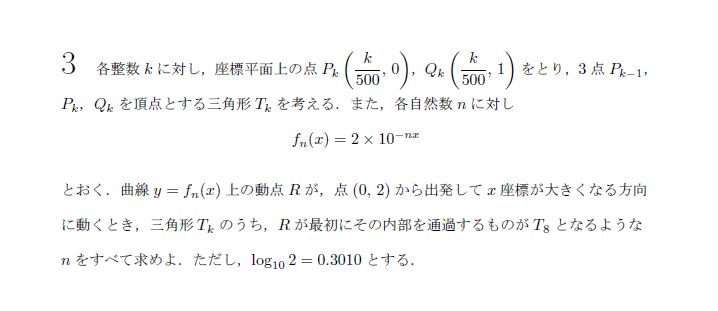 3 各整数 k に対し，座標平面上の点 P_k (k/500, 0)，Q_k (k/500, 1) をとり，3 点 P_{k−1}，
P_k，Q_k を頂点とする三角形 T_k を考える．また，各自然数 n に対し
f_n(x) = 2 × 10^{−nx}
とおく．曲線 y = f_n(x) 上の動点 R が，点 (0, 2) から出発して x 座標が大きくなる方向
に動くとき，三角形 T_k のうち，R が最初にその内部を通過するものが T_8 となるような
n をすべて求めよ．ただし，log_{10} 2 = 0.3010 とする．